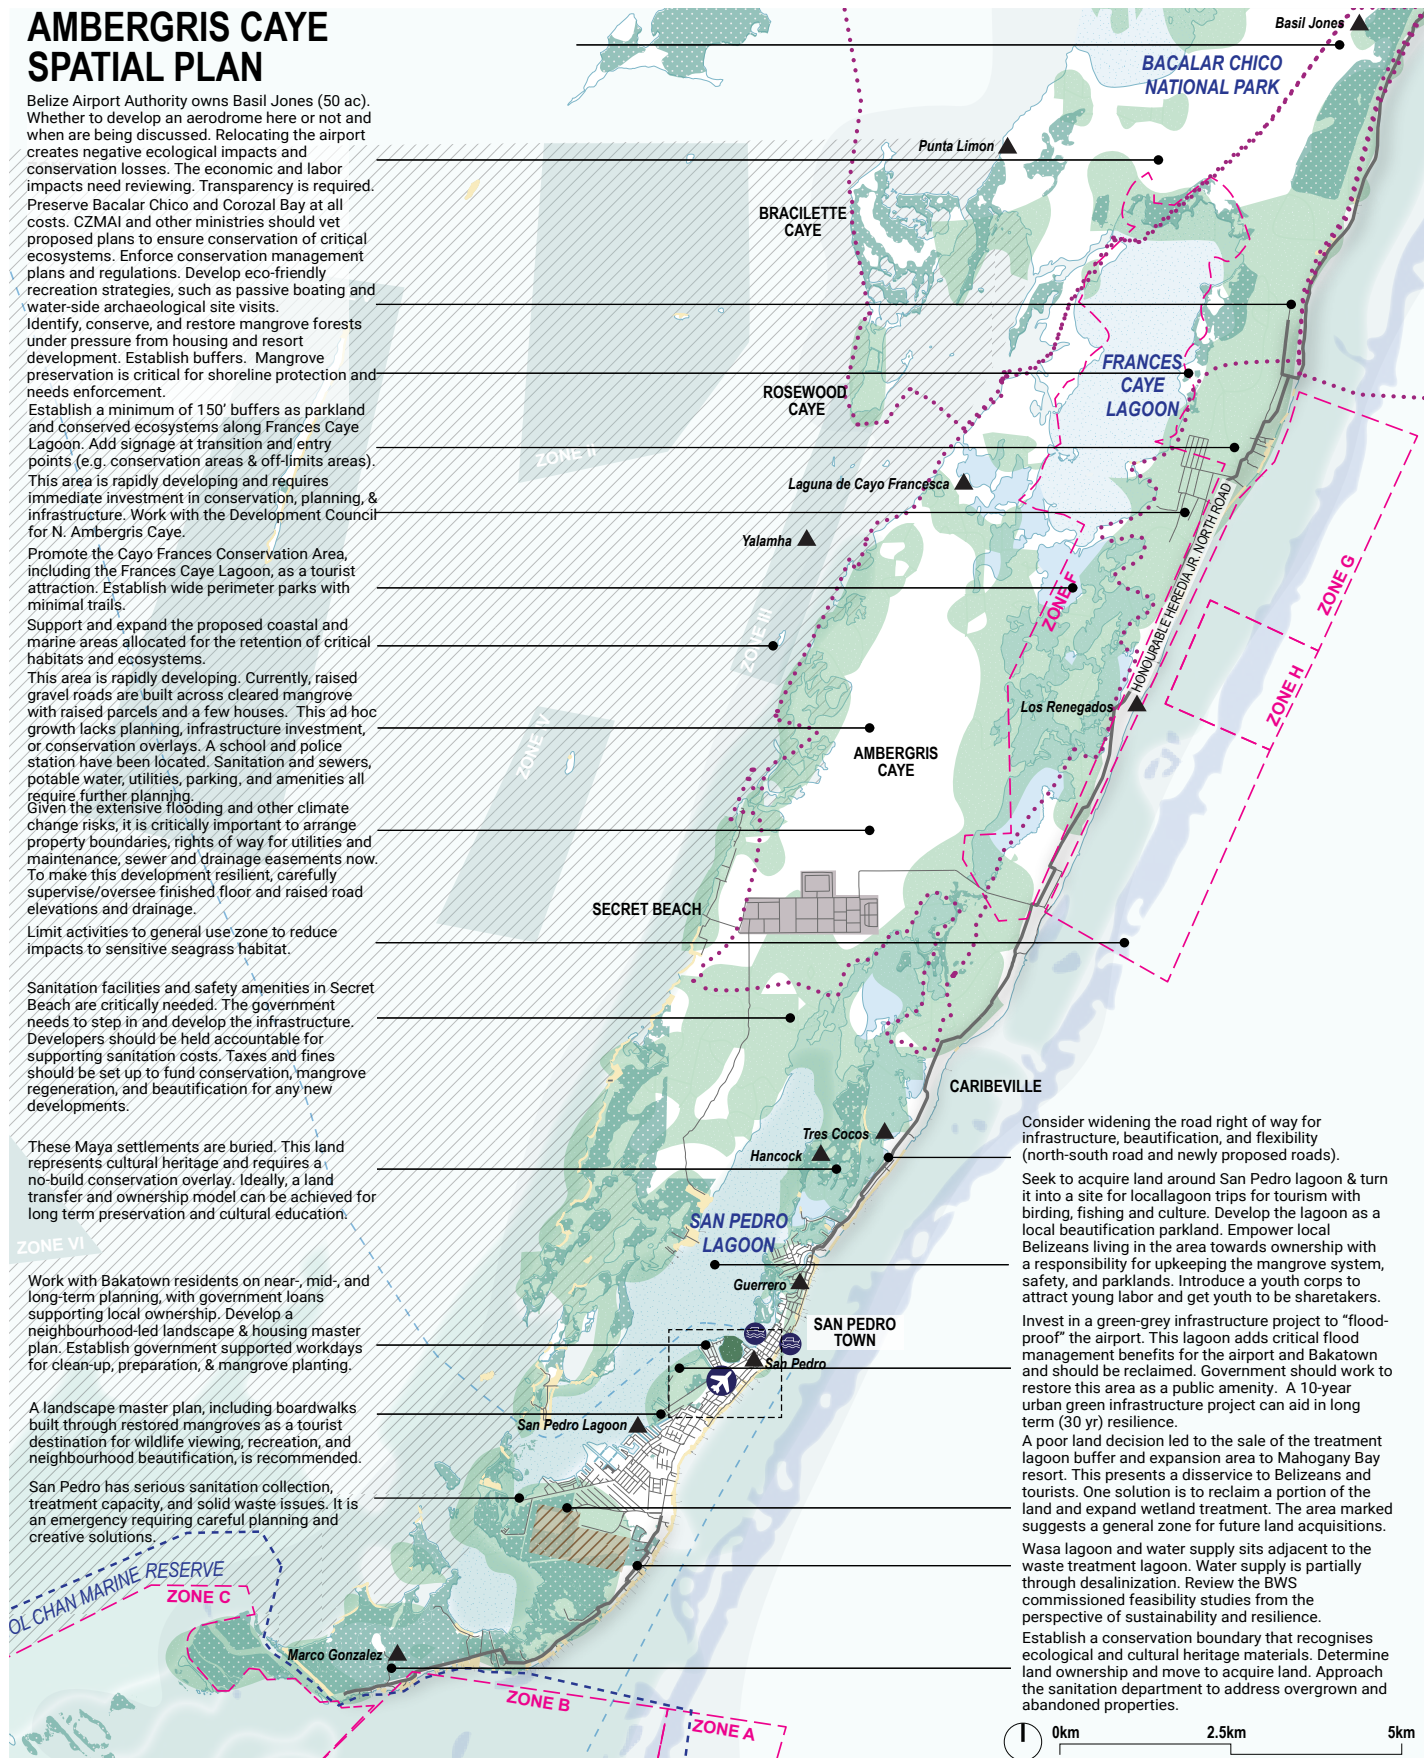 AMBERGRIS CAYE
SPATIAL PLAN
Belize Airport Authority owns Basil Jones (50 ac).
Whether to develop an aerodrome here or not and
when are being discussed. Relocating the airport
creates negative ecological impacts and
conservation losses. The economic and labor
impacts need reviewing. Transparency is required.
Preserve Bacalar Chico and Corozal Bay at all
costs. CZMAI and other ministries should vet
proposed plans to ensure conservation of critical
ecosystems. Enforce conservation management
plans and regulations. Develop eco-friendly
recreation strategies, such as passive boating and
water-side archaeological site visits.
Identify, conserve, and restore mangrove forests
under pressure from housing and resort
development. Establish buffers. Mangrove
preservation is critical for shoreline protection and
needs enforcement.
Establish a minimum of 150' buffers as parkland
and conserved ecosystems along Frances Caye
Lagoon. Add signage at transition and entry
points (e.g. conservation areas & off-limits areas).
This area is rapidly developing and requires
immediate investment in conservation, planning, &
infrastructure. Work with the Development Council
for N. Ambergris Caye.
Promote the Cayo Frances Conservation Area,
including the Frances Caye Lagoon, as a tourist
attraction. Establish wide perimeter parks with
minimal trails.
Support and expand the proposed coastal and
marine areas allocated for the retention of critical
habitats and ecosystems.
This area is rapidly developing. Currently, raised
gravel roads are built across cleared mangrove
with raised parcels and a few houses. This ad hoc
growth lacks planning, infrastructure investment,
or conservation overlays. A school and police
station have been located. Sanitation and sewers,
potable water, utilities, parking, and amenities all
require further planning.
Given the extensive flooding and other climate
change risks, it is critically important to arrange
property boundaries, rights of way for utilities and
maintenance, sewer and drainage easements now.
To make this development resilient, carefully
supervise/oversee finished floor and raised road
elevations and drainage.
Limit activities to general use zone to reduce
impacts to sensitive seagrass habitat.
Sanitation facilities and safety amenities in Secret
Beach are critically needed. The government
needs to step in and develop the infrastructure.
Developers should be held accountable for
supporting sanitation costs. Taxes and fines
should be set up to fund conservation, mangrove
regeneration, and beautification for any new
developments.
These Maya settlements are buried. This land
represents cultural heritage and requires a
no-build conservation overlay. Ideally, a land
transfer and ownership model can be achieved for
long term preservation and cultural education.
Work with Bakatown residents on near-, mid-, and
long-term planning, with government loans
supporting local ownership. Develop a
neighbourhood-led landscape & housing master
plan. Establish government supported workdays
for clean-up, preparation, & mangrove planting.
A landscape master plan, including boardwalks
built through restored mangroves as a tourist
destination for wildlife viewing, recreation, and
neighbourhood beautification, is recommended.
San Pedro has serious sanitation collection,
treatment capacity, and solid waste issues. It is
an emergency requiring careful planning and
creative solutions.
Basil Jones
BACALAR CHICO
NATIONAL PARK
Punta Limon
BRACILETTE
CAYE
FRANCES
CAYE
LAGOON
ROSEWOOD
CAYE
ZONE II
Laguna de Cayo Francesca
Yalamha
ZONE F
HONOURABLE HEREDIA JR. NORTH ROAD
ZONE G
ZONE III
ZONE H
Los Renegados
ZONE V
AMBERGRIS
CAYE
SECRET BEACH
CARIBEVILLE
Tres Cocos
Hancock
SAN PEDRO
LAGOON
ZONE VI
Guerrero
SAN PEDRO
TOWN
San Pedro
San Pedro Lagoon
OL CHAN MARINE RESERVE
ZONE C
Marco Gonzalez
ZONE B
ZONE A
Consider widening the road right of way for
infrastructure, beautification, and flexibility
(north-south road and newly proposed roads).
Seek to acquire land around San Pedro lagoon & turn
it into a site for locallagoon trips for tourism with
birding, fishing and culture. Develop the lagoon as a
local beautification parkland. Empower local
Belizeans living in the area towards ownership with
a responsibility for upkeeping the mangrove system,
safety, and parklands. Introduce a youth corps to
attract young labor and get youth to be sharetakers.
Invest in a green-grey infrastructure project to “flood-
proof” the airport. This lagoon adds critical flood
management benefits for the airport and Bakatown
and should be reclaimed. Government should work to
restore this area as a public amenity. A 10-year
urban green infrastructure project can aid in long
term (30 yr) resilience.
A poor land decision led to the sale of the treatment
lagoon buffer and expansion area to Mahogany Bay
resort. This presents a disservice to Belizeans and
tourists. One solution is to reclaim a portion of the
land and expand wetland treatment. The area marked
suggests a general zone for future land acquisitions.
Wasa lagoon and water supply sits adjacent to the
waste treatment lagoon. Water supply is partially
through desalinization. Review the BWS
commissioned feasibility studies from the
perspective of sustainability and resilience.
Establish a conservation boundary that recognises
ecological and cultural heritage materials. Determine
land ownership and move to acquire land. Approach
the sanitation department to address overgrown and
abandoned properties.
0km 2.5km 5km